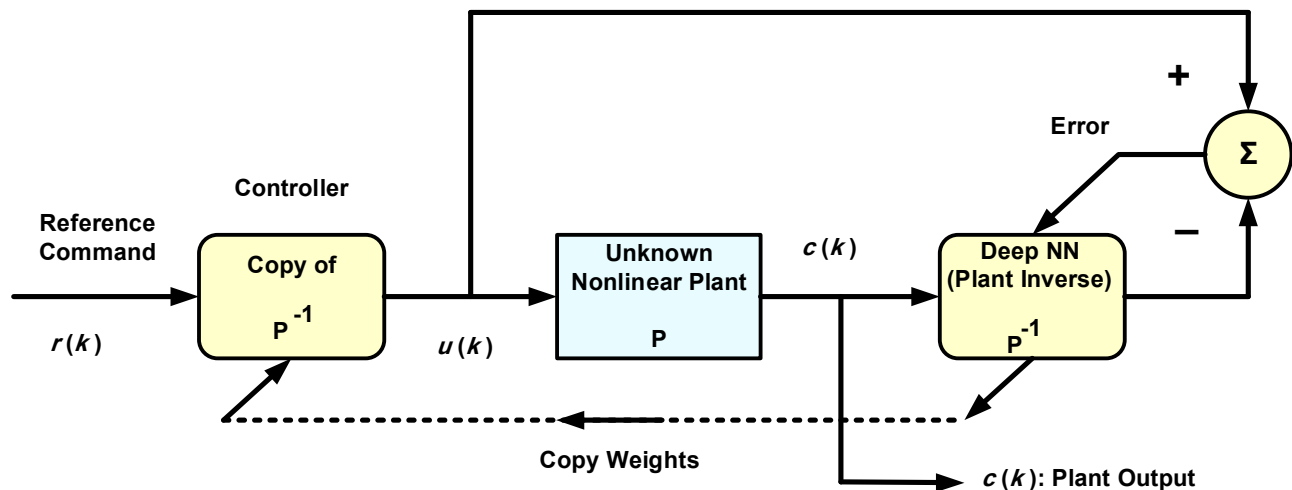 +
Error
Σ
Controller
Reference
Command
Copy of
P⁻¹
Unknown
Nonlinear Plant
P
c(k)
Deep NN
(Plant Inverse)
P⁻¹
−
r(k)
u(k)
Copy Weights
c(k): Plant Output